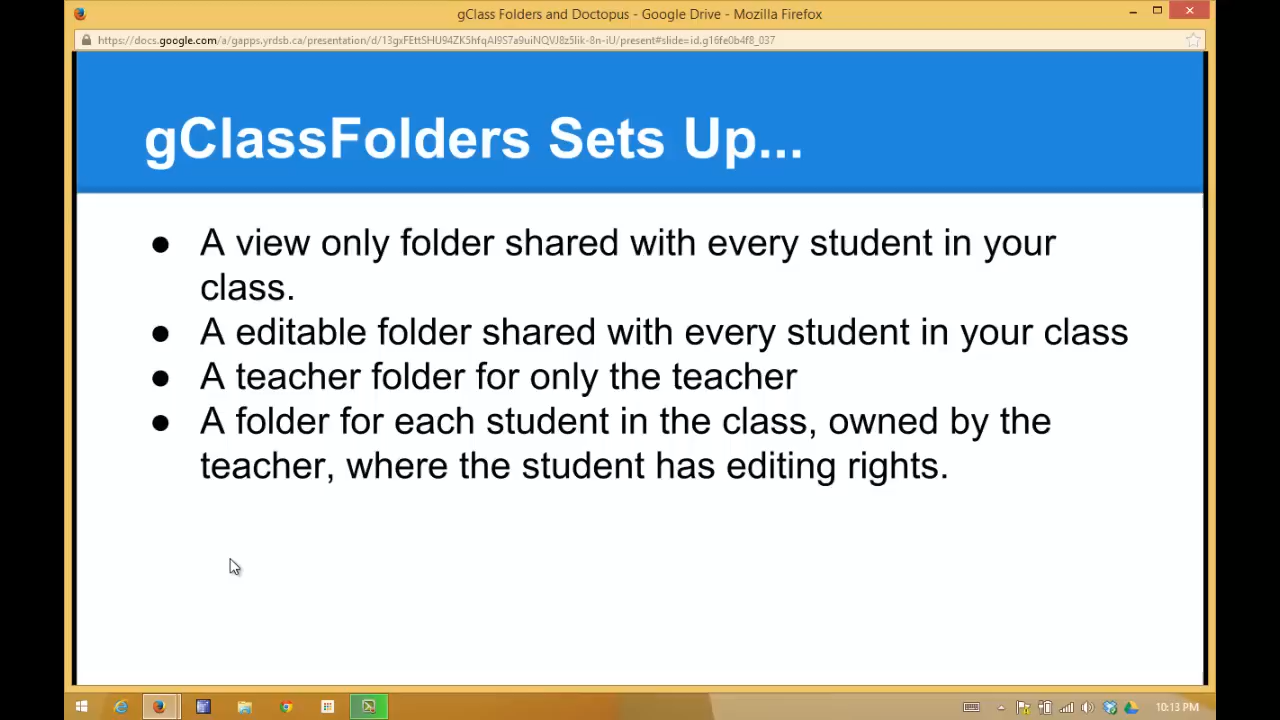 gClass Folders and Doctopus - Google Drive - Mozilla Firefox
gClassFolders Sets Up...
● A view only folder shared with every student in your
class.
● A editable folder shared with every student in your class
● A teacher folder for only the teacher
● A folder for each student in the class, owned by the
teacher, where the student has editing rights.
10:13 PM